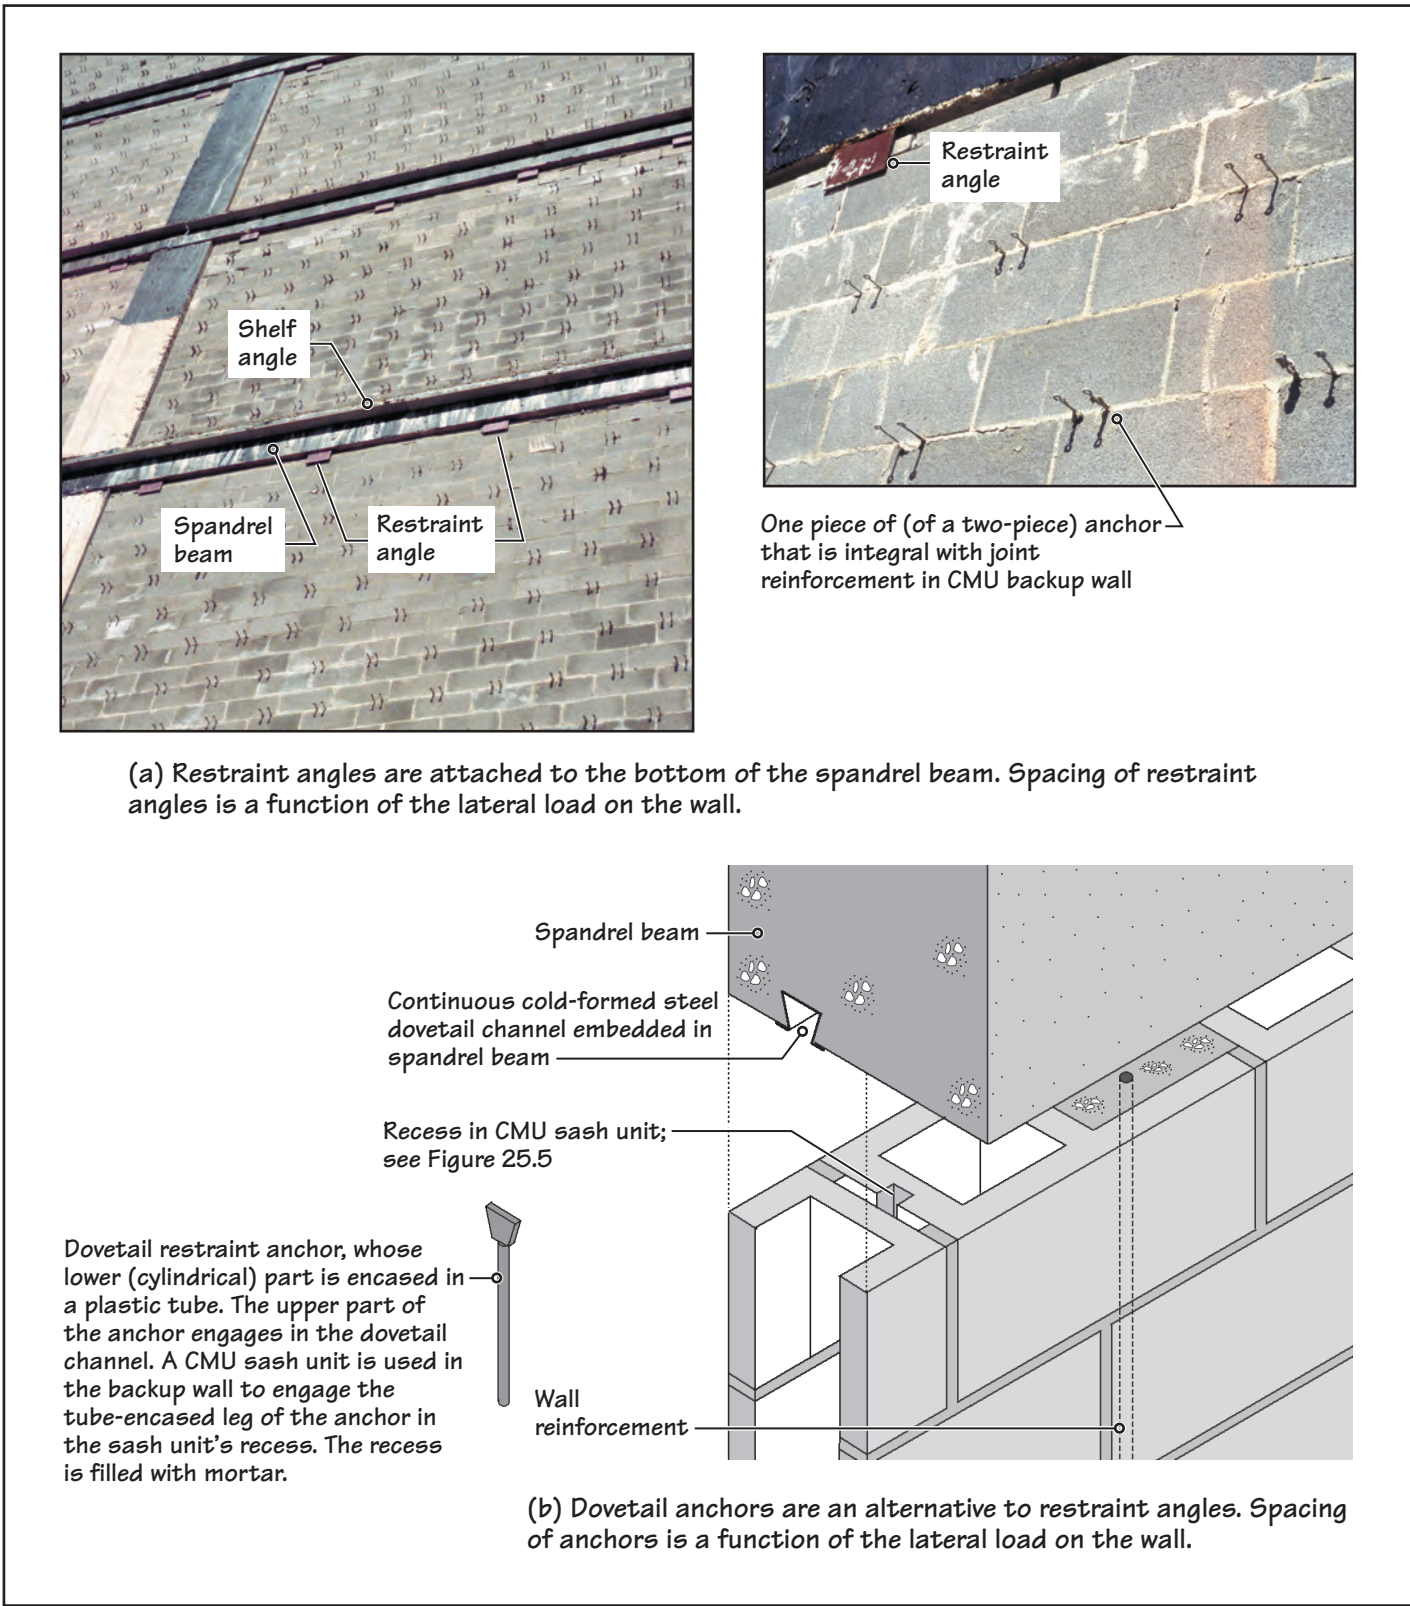 Shelf
angle
Spandrel
beam
Restraint
angle
Restraint
angle
One piece of (of a two-piece) anchor
that is integral with joint
reinforcement in CMU backup wall
(a) Restraint angles are attached to the bottom of the spandrel beam. Spacing of restraint
angles is a function of the lateral load on the wall.
Spandrel beam
Continuous cold-formed steel
dovetail channel embedded in
spandrel beam
Recess in CMU sash unit;
see Figure 25.5
Dovetail restraint anchor, whose
lower (cylindrical) part is encased in
a plastic tube. The upper part of
the anchor engages in the dovetail
channel. A CMU sash unit is used in
the backup wall to engage the
tube-encased leg of the anchor in
the sash unit's recess. The recess
is filled with mortar.
Wall
reinforcement
(b) Dovetail anchors are an alternative to restraint angles. Spacing
of anchors is a function of the lateral load on the wall.